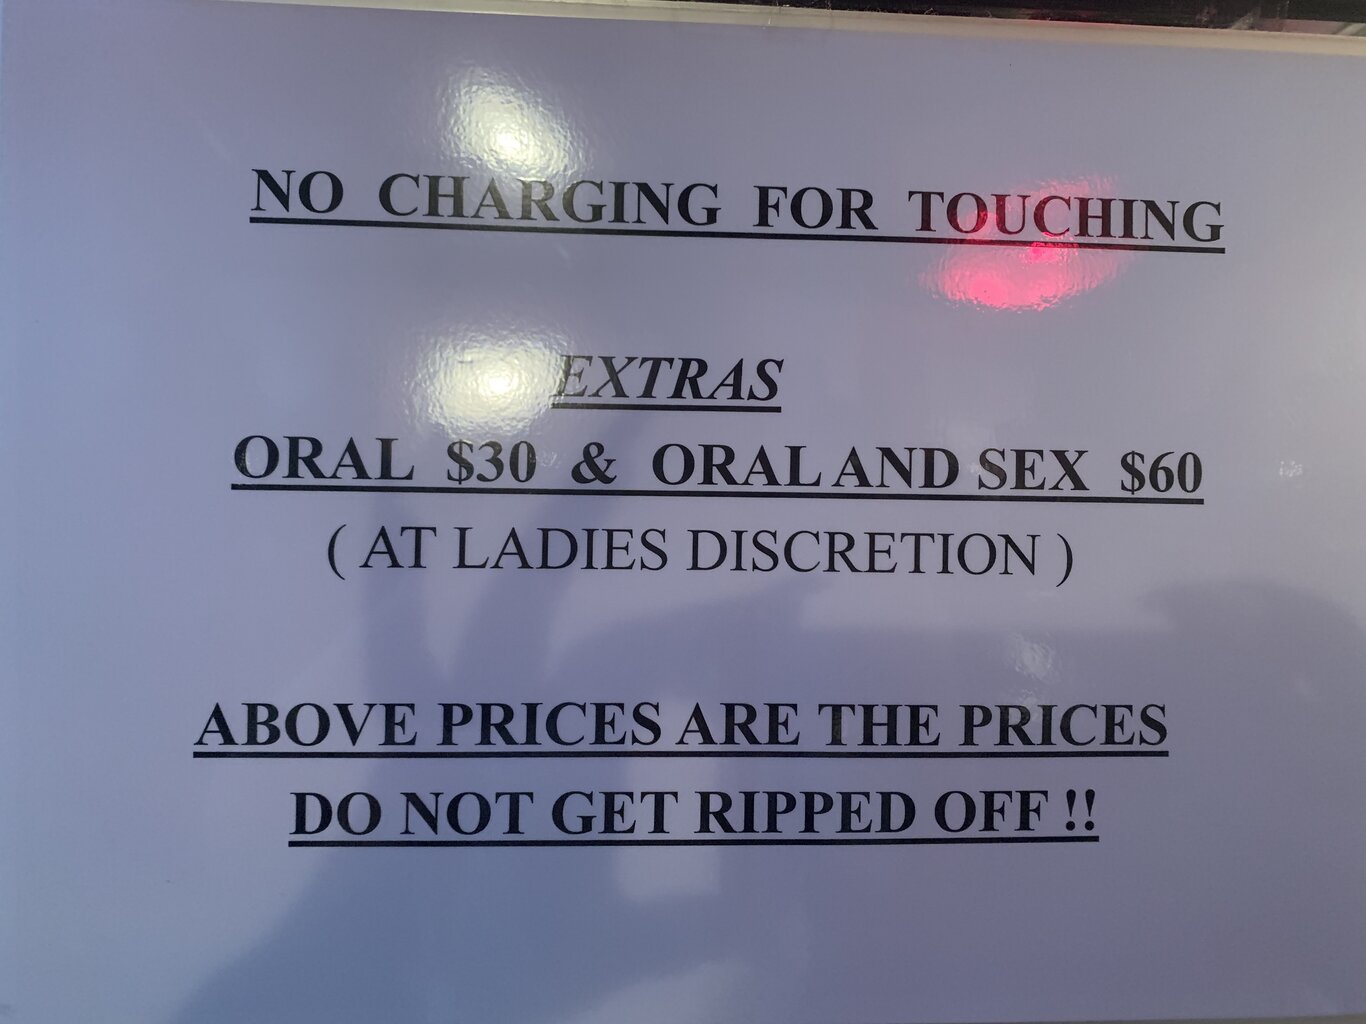 NO CHARGING FOR TOUCHING
EXTRAS
ORAL $30 & ORAL AND SEX $60
( AT LADIES DISCRETION )
ABOVE PRICES ARE THE PRICES
DO NOT GET RIPPED OFF !!